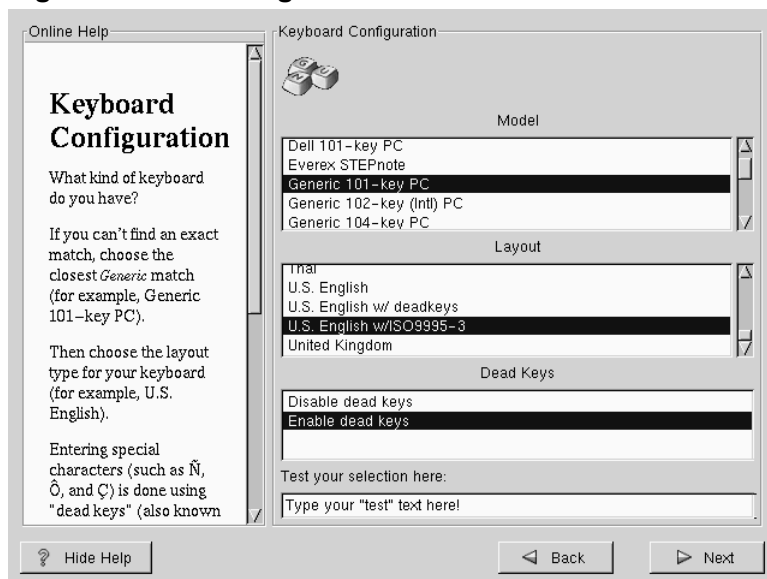 Online Help
Keyboard
Configuration
What kind of keyboard
do you have?
If you can't find an exact
match, choose the
closest Generic match
(for example, Generic
101-key PC).
Then choose the layout
type for your keyboard
(for example, U.S.
English).
Entering special
characters (such as Ñ,
Ô, and Ç) is done using
"dead keys" (also known
Keyboard Configuration
G
N
U
Model
Dell 101-key PC
Everex STEPnote
Generic 101-key PC
Generic 102-key (Intl) PC
Generic 104-key PC
Layout
Thai
U.S. English
U.S. English w/ deadkeys
U.S. English w/ISO9995-3
United Kingdom
Dead Keys
Disable dead keys
Enable dead keys
Test your selection here:
Type your "test" text here!
? Hide Help
Back
Next